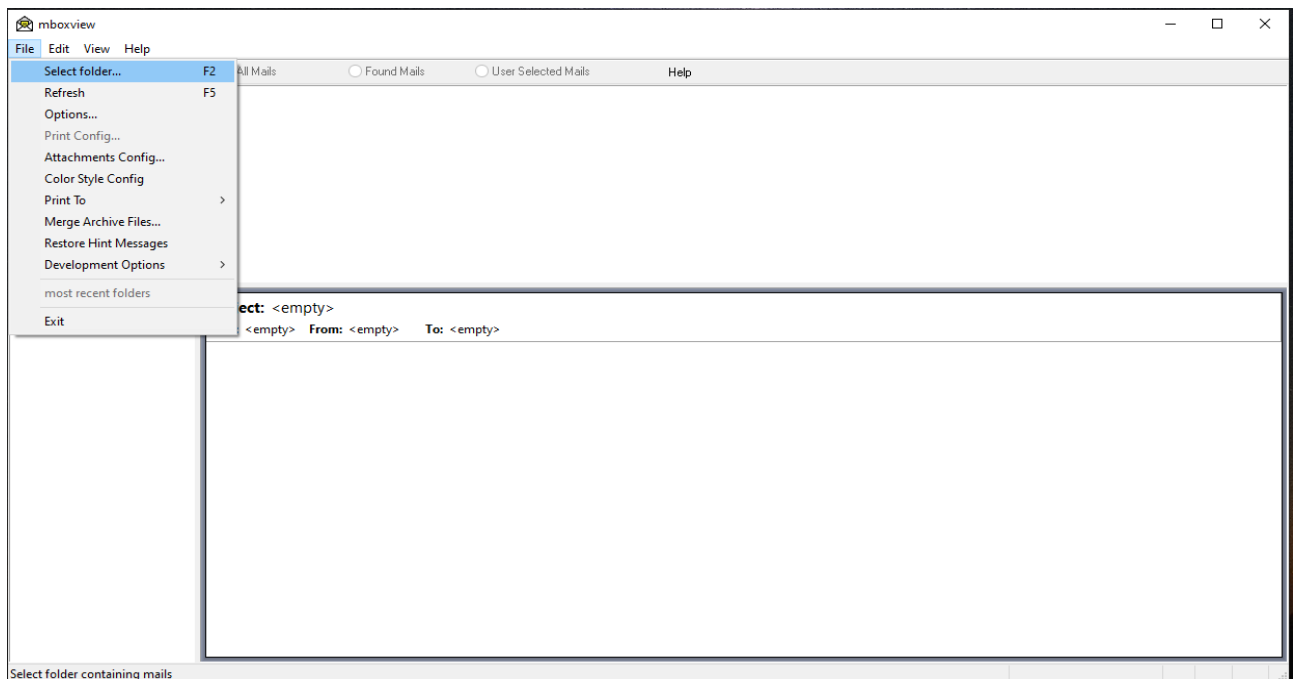 mboxview
File Edit View Help
Select folder... F2 All Mails Found Mails User Selected Mails Help
Refresh F5
Options...
Print Config...
Attachments Config...
Color Style Config
Print To >
Merge Archive Files...
Restore Hint Messages
Development Options >
most recent folders
Exit
ect: <empty>
: <empty> From: <empty> To: <empty>
Select folder containing mails